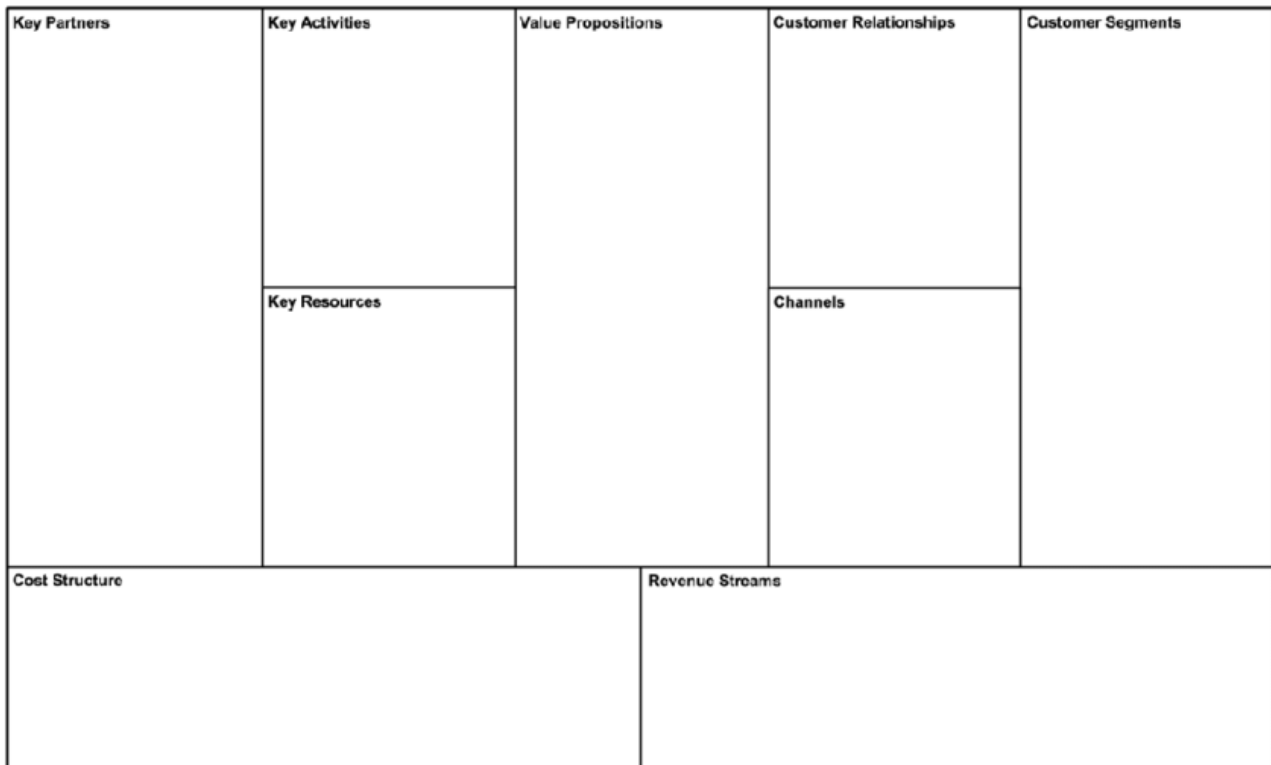 Key Partners
Key Activities
Value Propositions
Customer Relationships
Customer Segments
Key Resources
Channels
Cost Structure
Revenue Streams